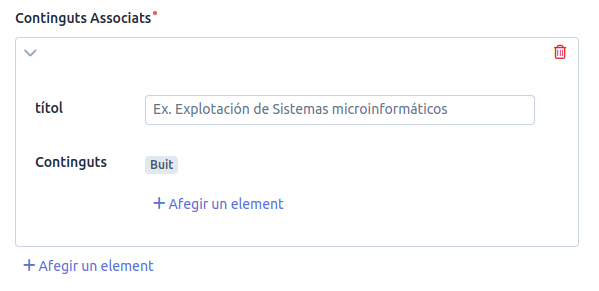 Continguts Associats*
títol
Ex. Explotación de Sistemas microinformáticos
Continguts
Buit
+ Afegir un element
+ Afegir un element